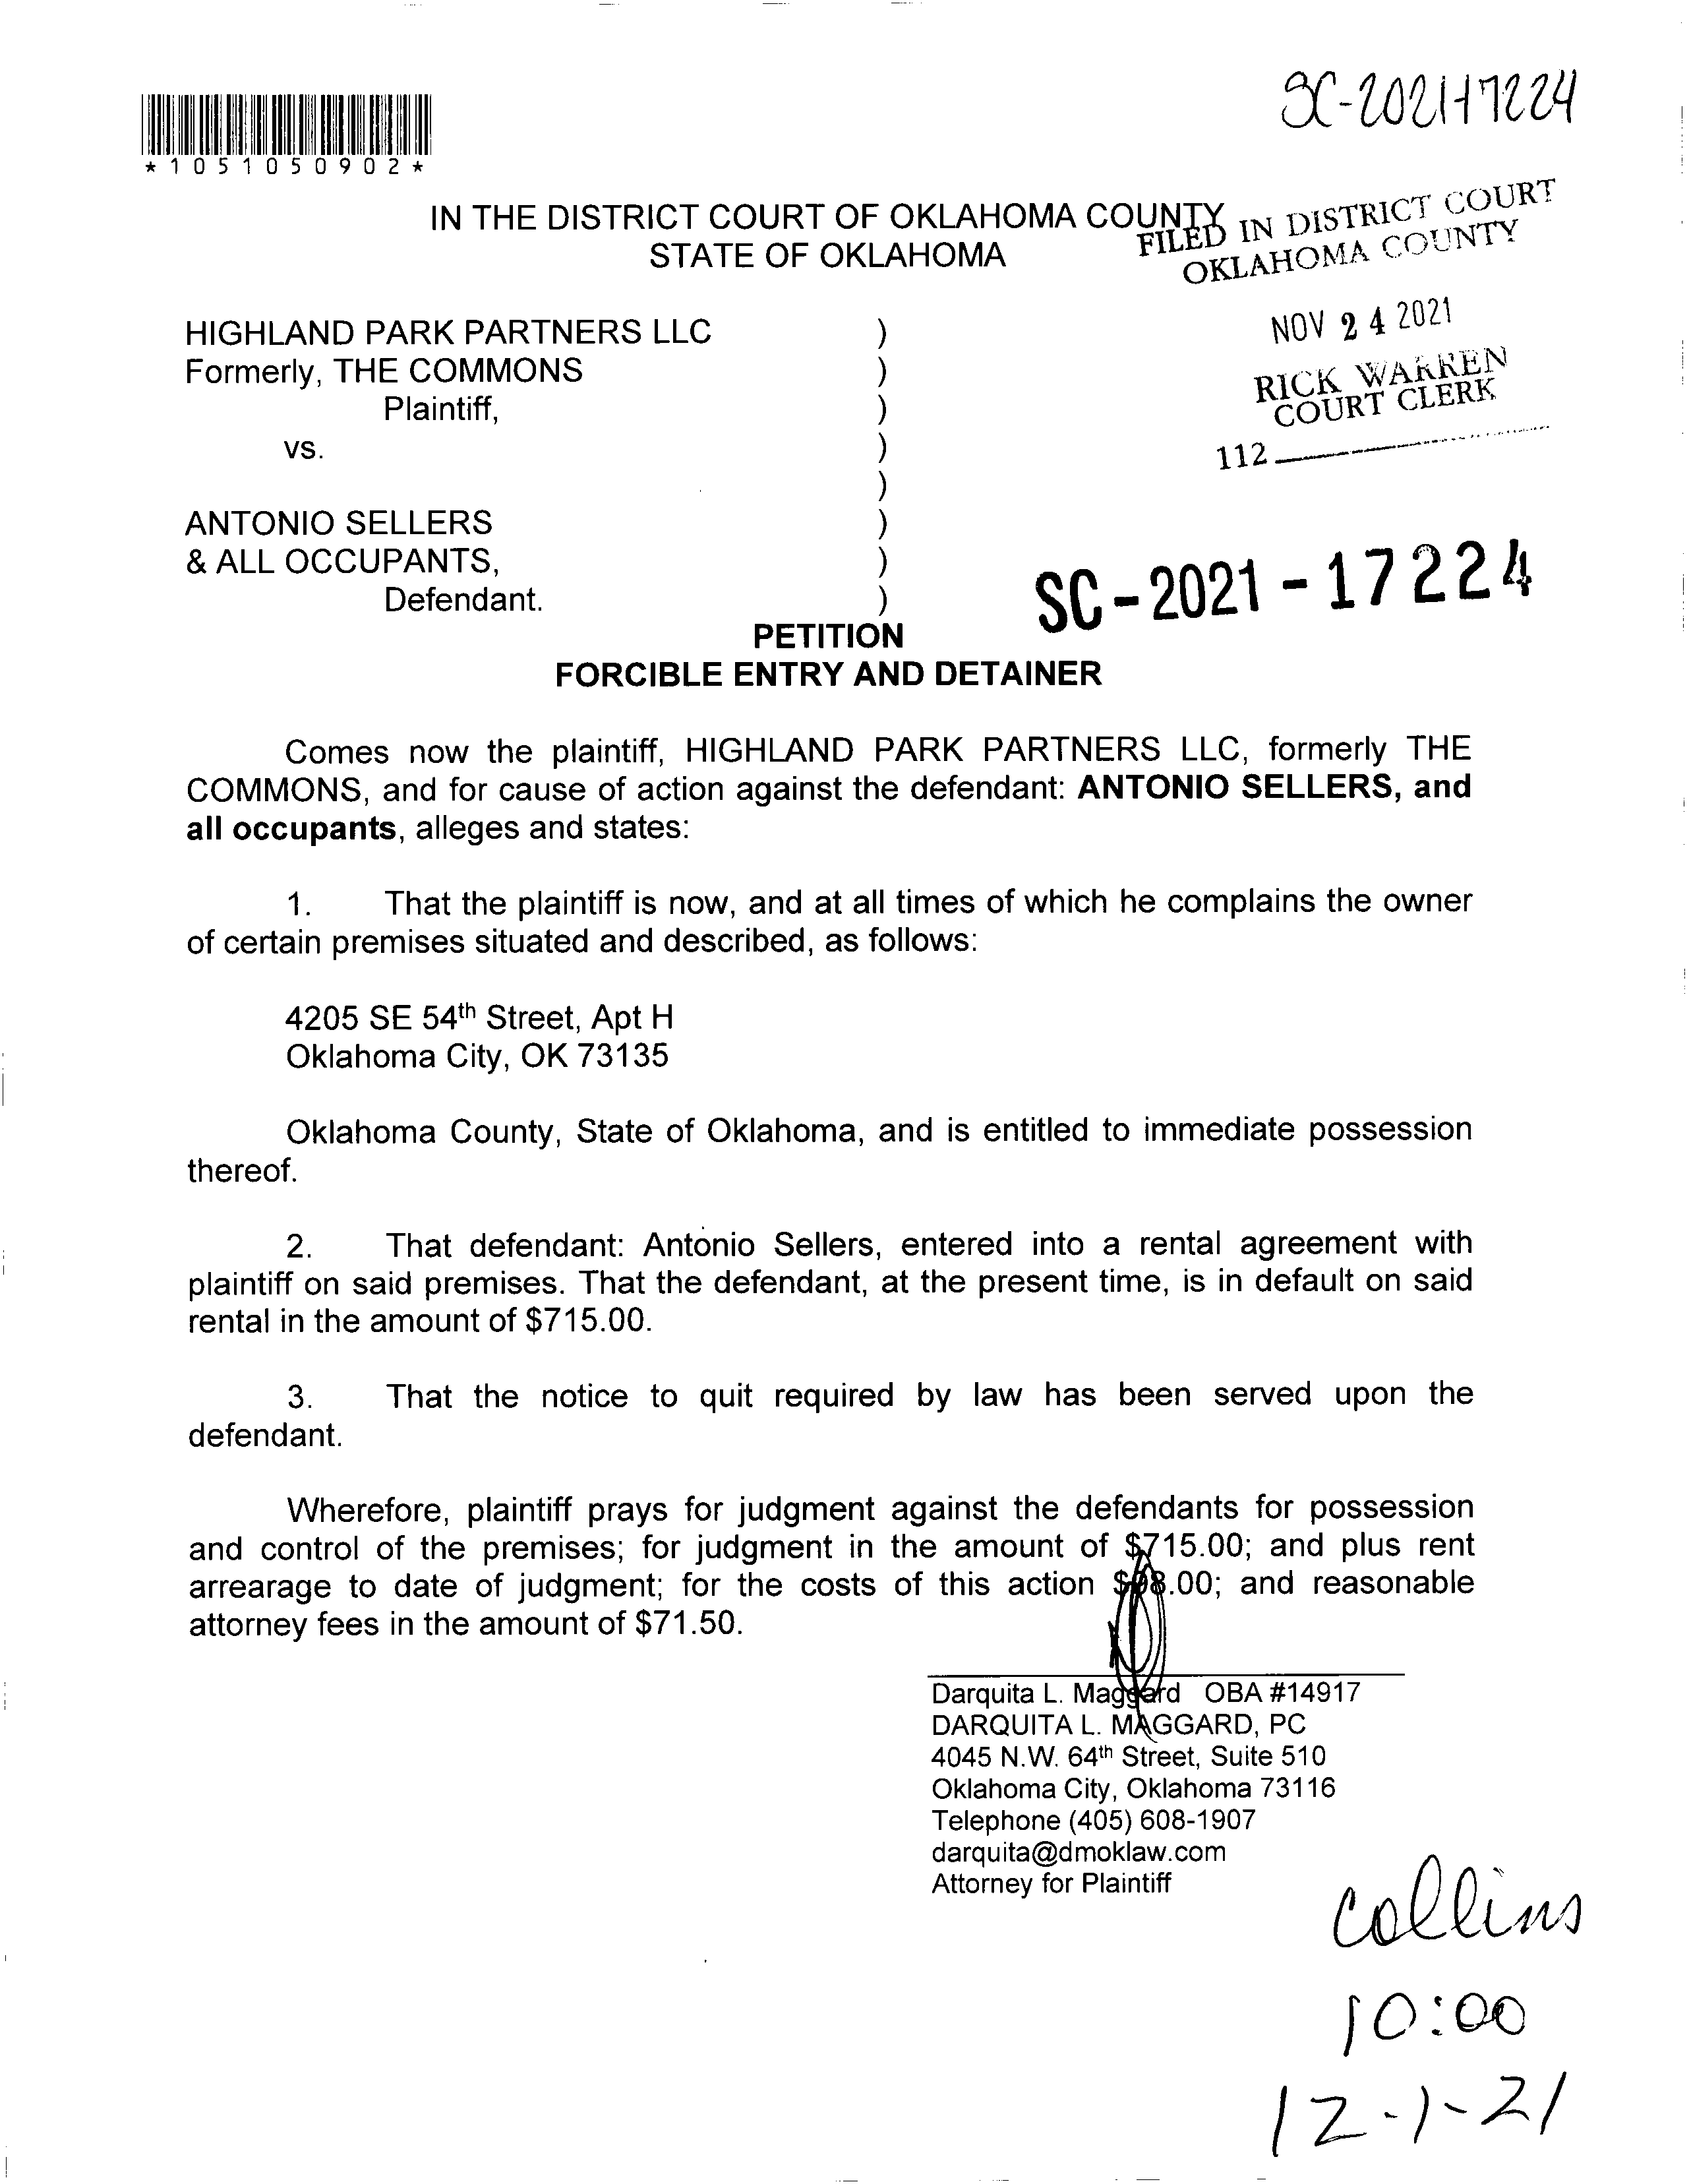 SC-2021-17224
*1051050902*
IN THE DISTRICT COURT OF OKLAHOMA COUNTY
STATE OF OKLAHOMA
FILED IN DISTRICT COURT
OKLAHOMA COUNTY
NOV 24 2021
RICK WARREN
COURT CLERK
112
HIGHLAND PARK PARTNERS LLC )
Formerly, THE COMMONS )
Plaintiff, )
vs. )
)
ANTONIO SELLERS )
& ALL OCCUPANTS, )
Defendant. )
SC-2021-17224
PETITION
FORCIBLE ENTRY AND DETAINER
Comes now the plaintiff, HIGHLAND PARK PARTNERS LLC, formerly THE
COMMONS, and for cause of action against the defendant: ANTONIO SELLERS, and
all occupants, alleges and states:
1. That the plaintiff is now, and at all times of which he complains the owner
of certain premises situated and described, as follows:
4205 SE 54th Street, Apt H
Oklahoma City, OK 73135
Oklahoma County, State of Oklahoma, and is entitled to immediate possession
thereof.
2. That defendant: Antonio Sellers, entered into a rental agreement with
plaintiff on said premises. That the defendant, at the present time, is in default on said
rental in the amount of $715.00.
3. That the notice to quit required by law has been served upon the
defendant.
Wherefore, plaintiff prays for judgment against the defendants for possession
and control of the premises; for judgment in the amount of $715.00; and plus rent
arrearage to date of judgment; for the costs of this action and reasonable
attorney fees in the amount of $71.50.
Darquita L. Maggard OBA #14917
DARQUITA L. MAGGARD, PC
4045 N.W. 64th Street, Suite 510
Oklahoma City, Oklahoma 73116
Telephone (405) 608-1907
darquita@dmoklaw.com
Attorney for Plaintiff
Collins
10:00
12-1-21